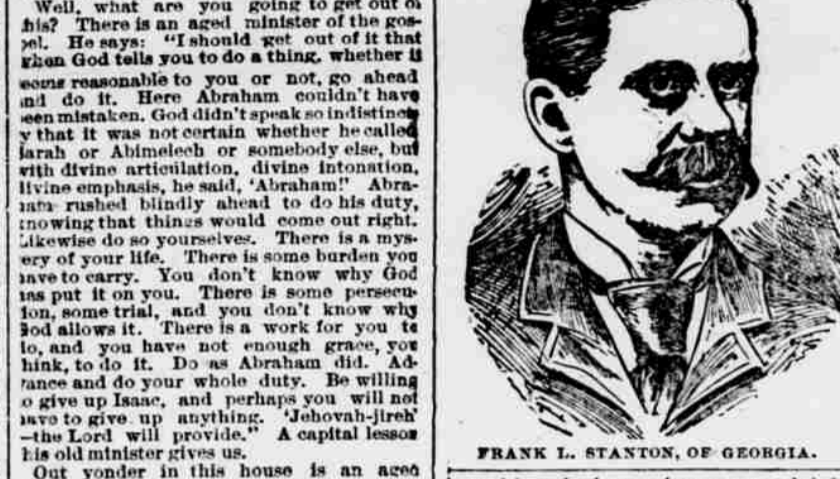 Well, what are you going to get out of
his? There is an aged minister of the gos-
pel. He says: "I should get out of it that
when God tells you to do a thing, whether it
seems reasonable to you or not, go ahead
and do it. Here Abraham couldn't have
een mistaken. God didn't speak so indistinct
y that it was not certain whether he called
Sarah or Abimelech or somebody else, but
with divine articulation, divine intonation,
divine emphasis, he said, 'Abraham!" Abra-
ham rushed blindly ahead to do his duty,
knowing that things would come out right.
Likewise do so yourselves. There is a mys-
ery of your life. There is some burden you
have to carry. You don't know why God
has put it on you. There is some persecu-
ion, some trial, and you don't know why
God allows it. There is a work for you to
do, and you have not enough grace, you
hink, to do it. Do as Abraham did. Ad-
vance and do your whole duty. Be willing
o give up Isaac, and perhaps you will not
have to give up anything. 'Jehovah-jireh'
—the Lord will provide." A capital lesson
his old minister gives us.
Out yonder in this house is an aged
FRANK L. STANTON, OF GEORGIA.